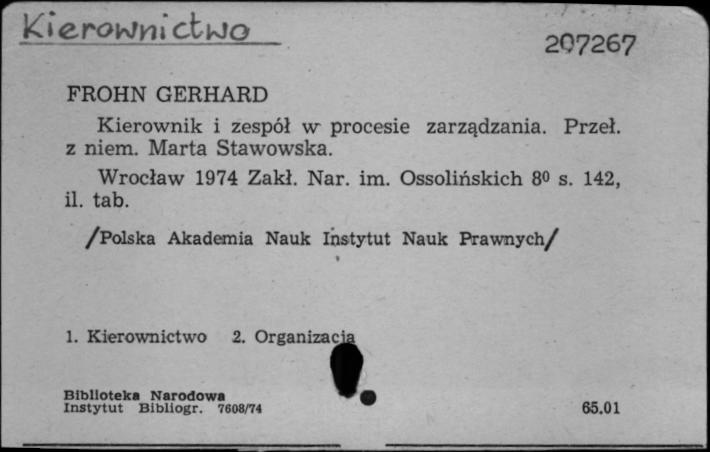 Kierownictwo
207267
FROHN GERHARD
Kierownik i zespół w procesie zarządzania. Przeł.
z niem. Marta Stawowska.
Wrocław 1974 Zakł. Nar. im. Ossolińskich 8⁰ s. 142,
il. tab.
/Polska Akademia Nauk Instytut Nauk Prawnych/
1. Kierownictwo 2. Organizacja
Biblioteka Narodowa
Instytut Bibliogr. 7608/74
65.01